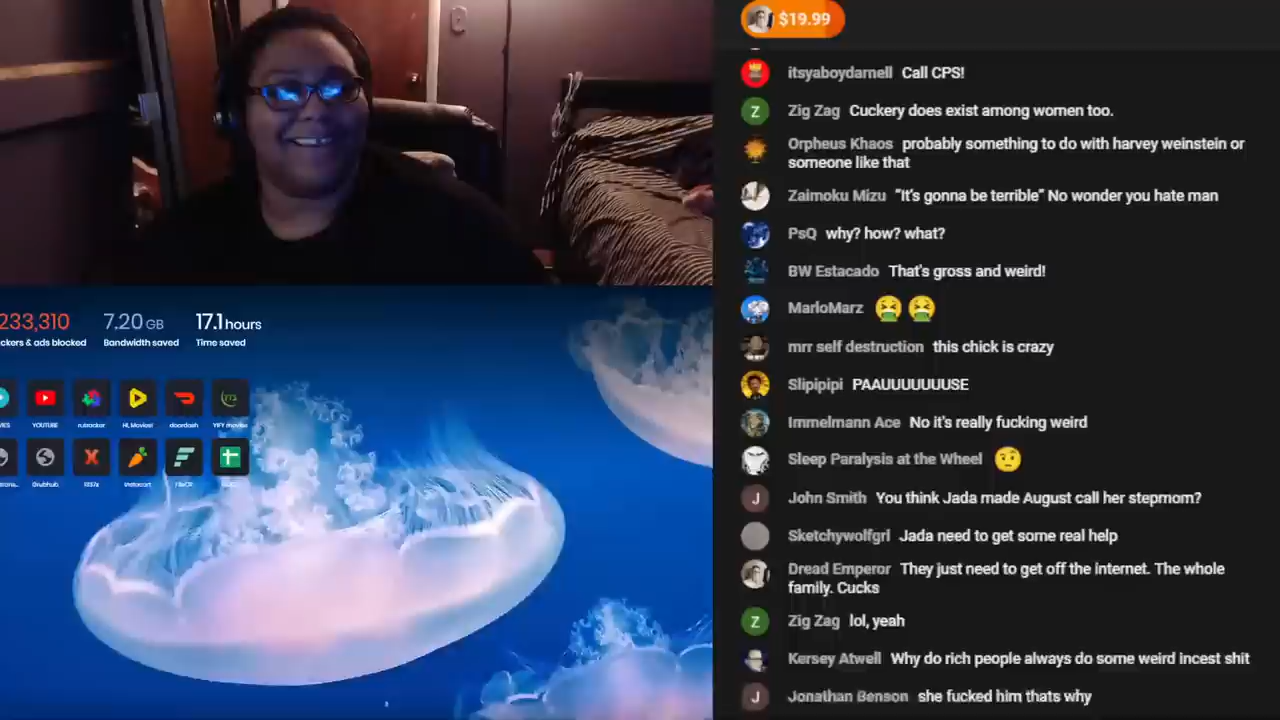 $19.99
itsyaboydarnell Call CPS!
Zig Zag Cuckery does exist among women too.
Orpheus Khaos probably something to do with harvey weinstein or
someone like that
Zaimoku Mizu "It's gonna be terrible" No wonder you hate man
PsQ why? how? what?
BW Estacado That's gross and weird!
MarloMarz 🤮 🤮
mrr self destruction this chick is crazy
Slipipipi PAAUUUUUUUSE
Immelmann Ace No it's really fucking weird
Sleep Paralysis at the Wheel 🤨
John Smith You think Jada made August call her stepmom?
Sketchywolfgrl Jada need to get some real help
Dread Emperor They just need to get off the internet. The whole
family. Cucks
Zig Zag lol, yeah
Kersey Atwell Why do rich people always do some weird incest shit
Jonathan Benson she fucked him thats why
233,310 7.20 GB 17.1 hours
ckers & ads blocked Bandwidth saved Time saved
YOUTUBE rutracker HL Movies! doordash YIFY movies
Grubhub 1337x instacart FileCR